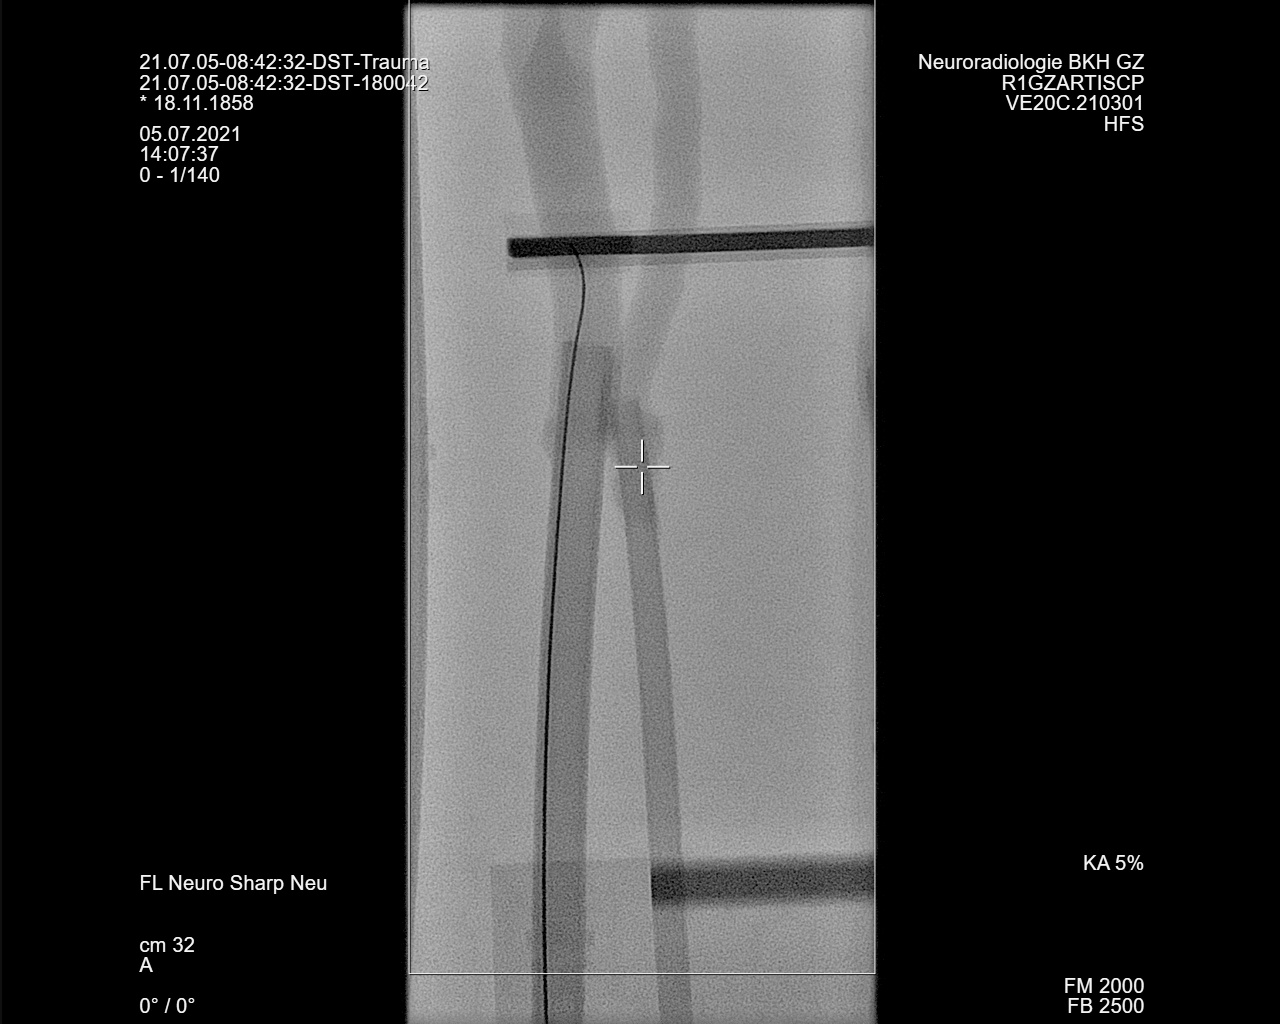 21.07.05-08:42:32-DST-Trauma
21.07.05-08:42:32-DST-180042
* 18.11.1858
05.07.2021
14:07:37
0 - 1/140
Neuroradiologie BKH GZ
R1GZARTISCP
VE20C.210301
HFS
FL Neuro Sharp Neu
cm 32
A
0° / 0°
KA 5%
FM 2000
FB 2500